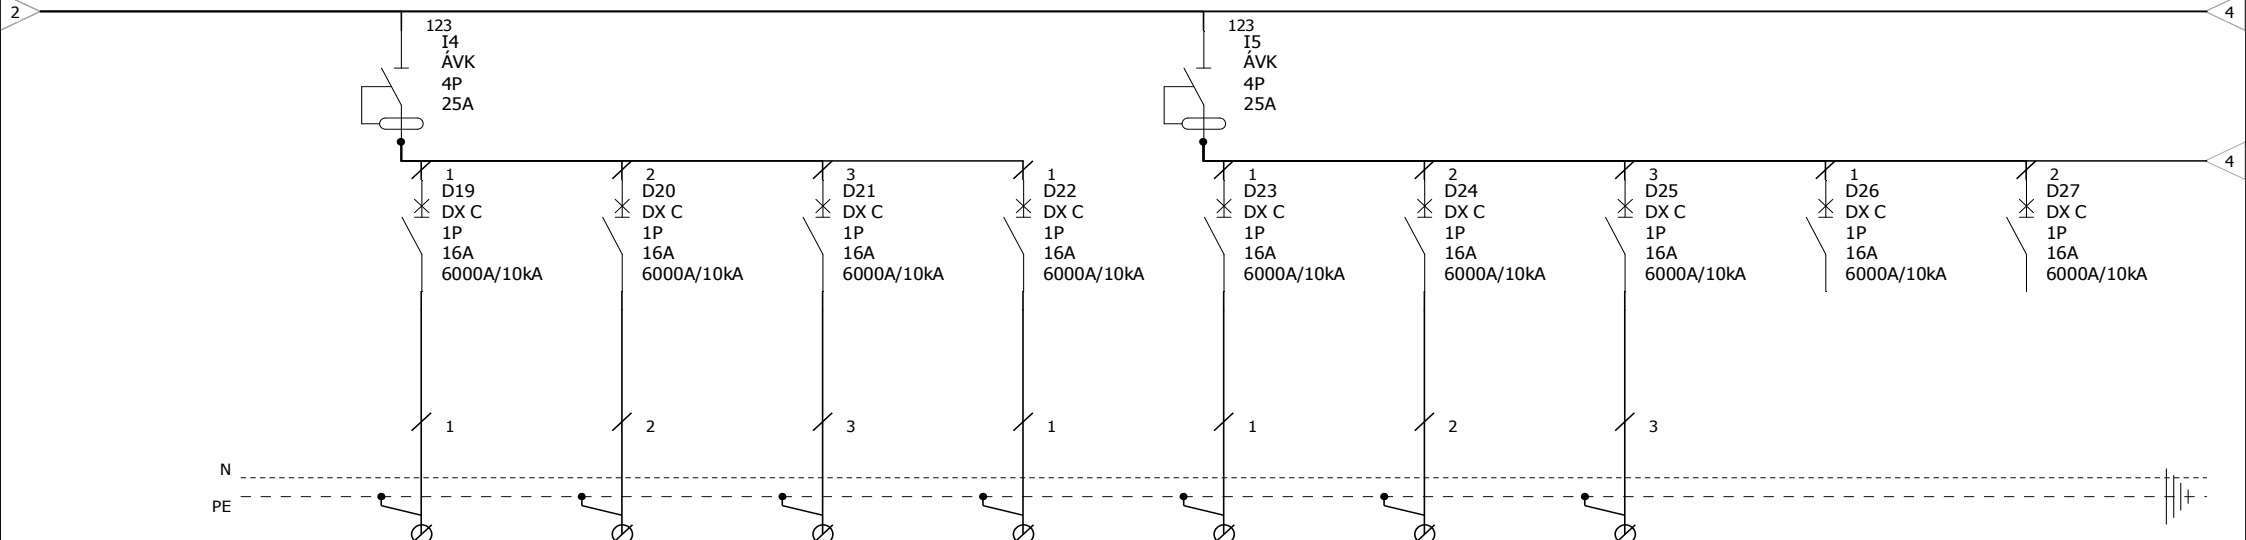 2
4
123
I4
ÁVK
4P
25A
123
I5
ÁVK
4P
25A
4
1
D19
DX C
1P
16A
6000A/10kA
2
D20
DX C
1P
16A
6000A/10kA
3
D21
DX C
1P
16A
6000A/10kA
1
D22
DX C
1P
16A
6000A/10kA
1
D23
DX C
1P
16A
6000A/10kA
2
D24
DX C
1P
16A
6000A/10kA
3
D25
DX C
1P
16A
6000A/10kA
1
D26
DX C
1P
16A
6000A/10kA
2
D27
DX C
1P
16A
6000A/10kA
1
2
3
1
1
2
3
N
PE